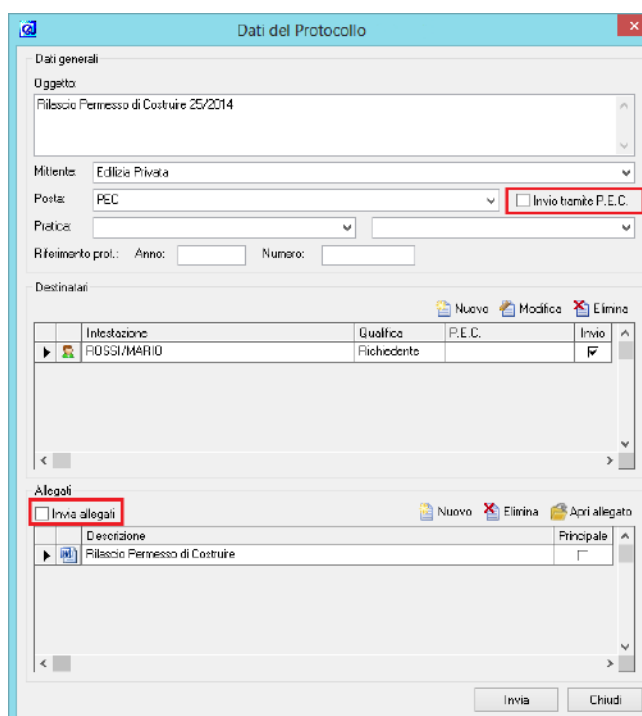 Dati del Protocollo
Dati generali
Oggetto:
Rilascio Permesso di Costruire 25/2014
Mittente: Edilizia Privata
Posta: PEC Invio tramite P.E.C.
Pratica:
Riferimento prot.: Anno: Numero:
Destinatari
Nuovo Modifica Elimina
Intestazione Qualifica P.E.C. Invio
ROSSI/MARIO Richiedente
Allegati
Invia allegati Nuovo Elimina Apri allegato
Descrizione Principale
Rilascio Permesso di Costruire
Invia Chiudi